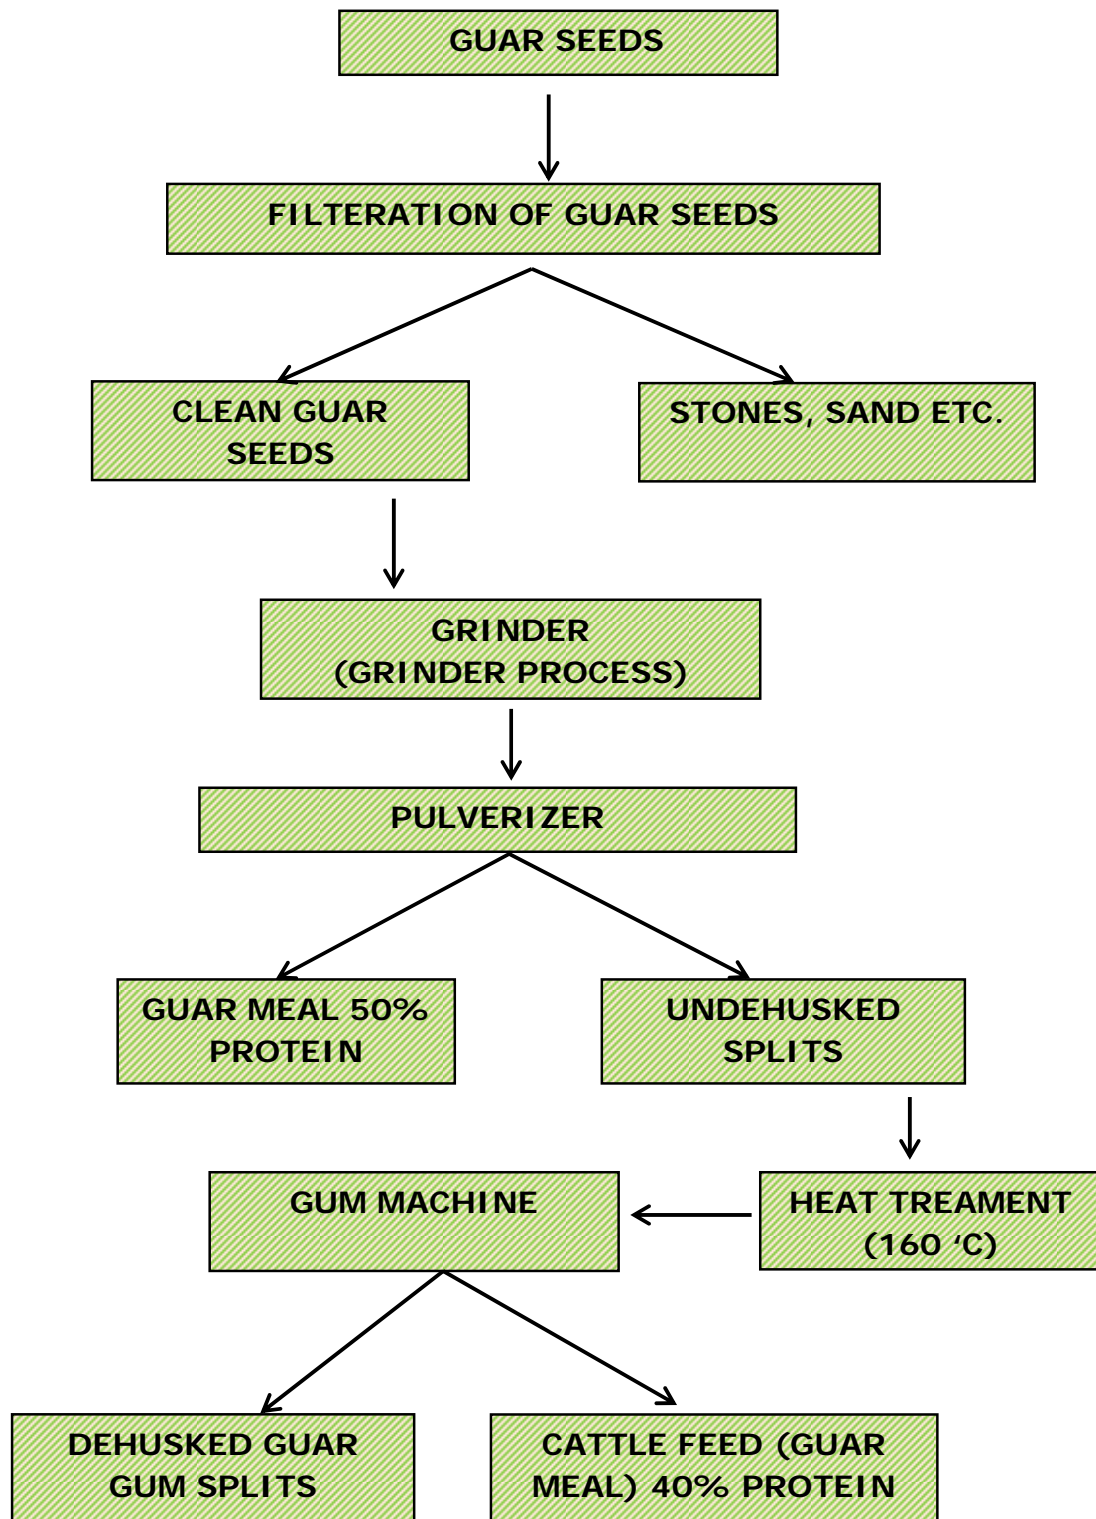 GUAR SEEDS
FILTERATION OF GUAR SEEDS
CLEAN GUAR
SEEDS
STONES, SAND ETC.
GRINDER
(GRINDER PROCESS)
PULVERIZER
GUAR MEAL 50%
PROTEIN
UNDEHUSKED
SPLITS
GUM MACHINE
HEAT TREAMENT
(160 ‘C)
DEHUSKED GUAR
GUM SPLITS
CATTLE FEED (GUAR
MEAL) 40% PROTEIN